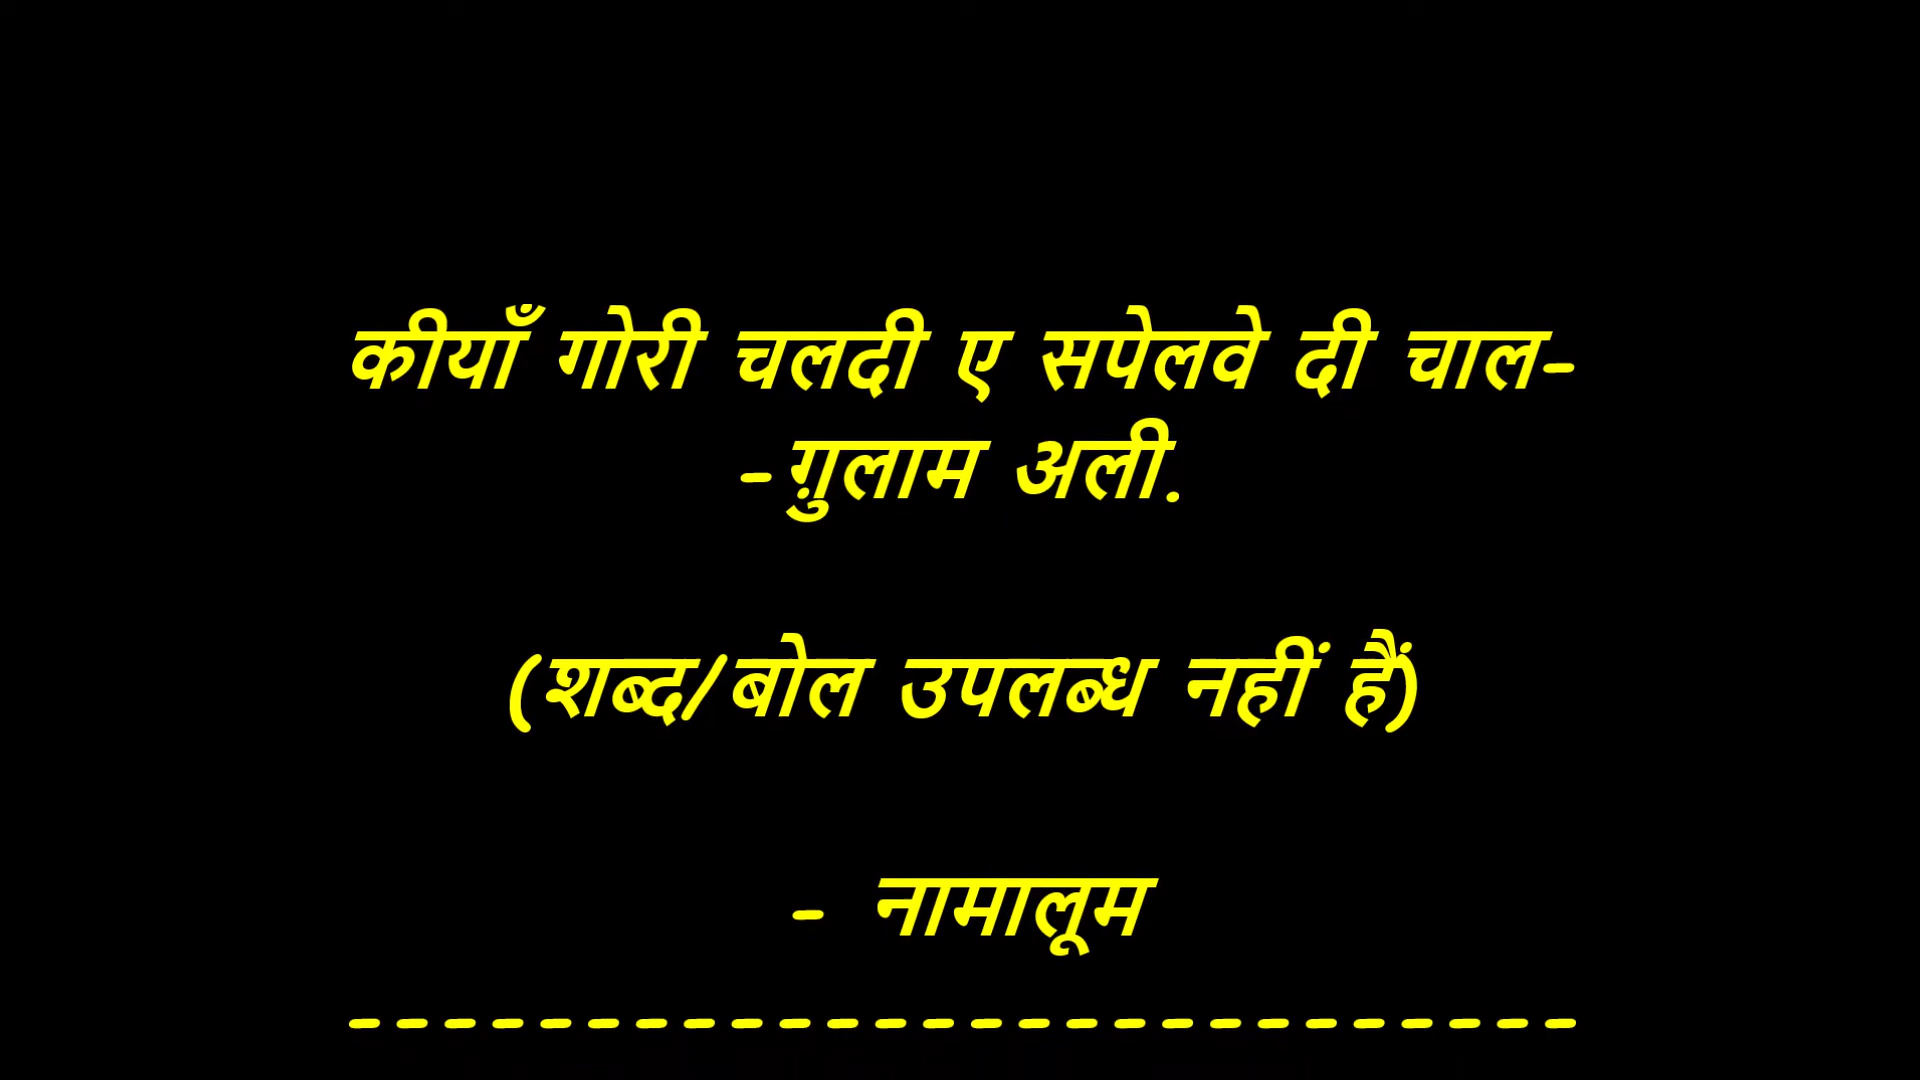 कीयाँ गोरी चलदी ए सपेलवे दी चाल-
-ग़ुलाम अली.
(शब्द/बोल उपलब्ध नहीं हैं)
- नामालूम
--------------------------